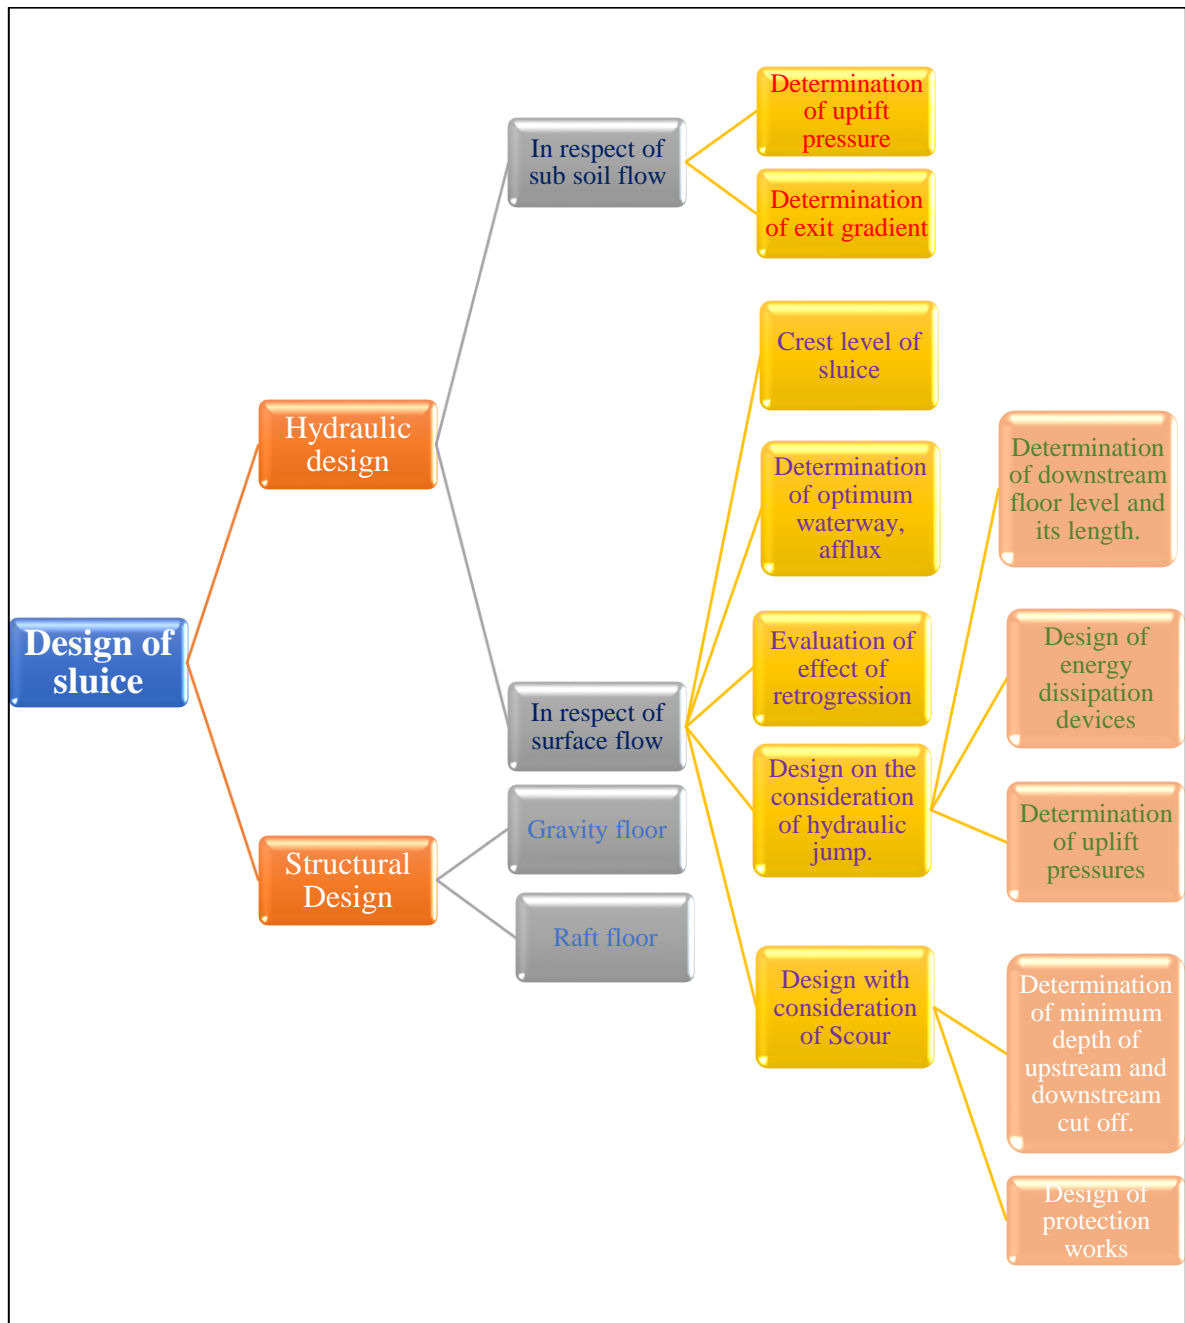 Design of
sluice
Hydraulic
design
Structural
Design
In respect of
sub soil flow
In respect of
surface flow
Gravity floor
Raft floor
Determination
of uptift
pressure
Determination
of exit gradient
Crest level of
sluice
Determination
of optimum
waterway,
afflux
Evaluation of
effect of
retrogression
Design on the
consideration
of hydraulic
jump.
Design with
consideration
of Scour
Determination
of downstream
floor level and
its length.
Design of
energy
dissipation
devices
Determination
of uplift
pressures
Determination
of minimum
depth of
upstream and
downstream
cut off.
Design of
protection
works